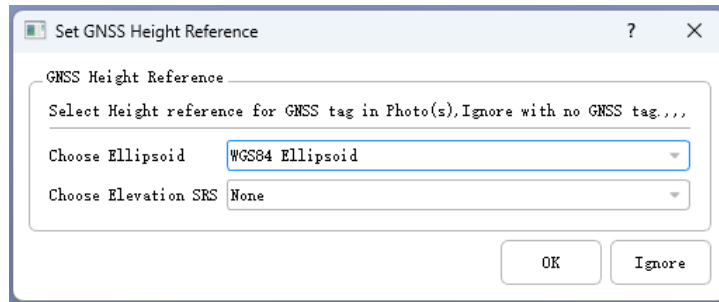 Set GNSS Height Reference ?
GNSS Height Reference
Select Height reference for GNSS tag in Photo(s),Ignore with no GNSS tag.,,,
Choose Ellipsoid WGS84 Ellipsoid
Choose Elevation SRS None
OK Ignore